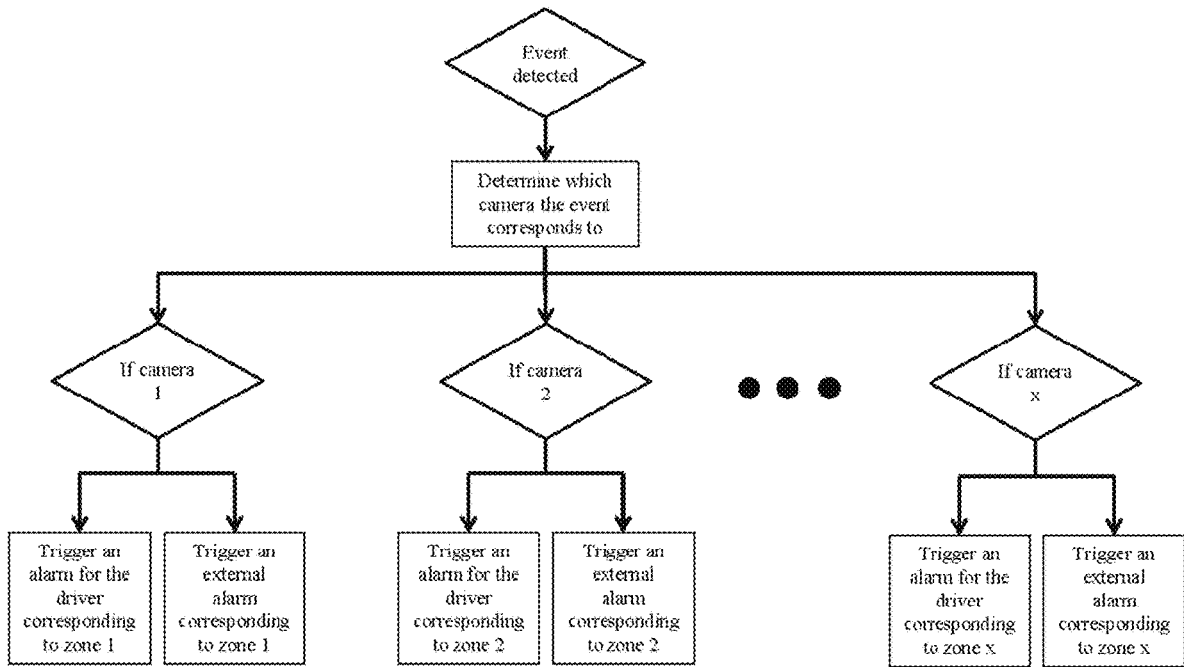 Event
detected
Determine which
camera the event
corresponds to
If camera
1
If camera
2
If camera
x
Trigger an
alarm for the
driver
corresponding
to zone 1
Trigger an
external
alarm
corresponding
to zone 1
Trigger an
alarm for the
driver
corresponding
to zone 2
Trigger an
external
alarm
corresponding
to zone 2
Trigger an
alarm for the
driver
corresponding
to zone x
Trigger an
external
alarm
corresponding
to zone x